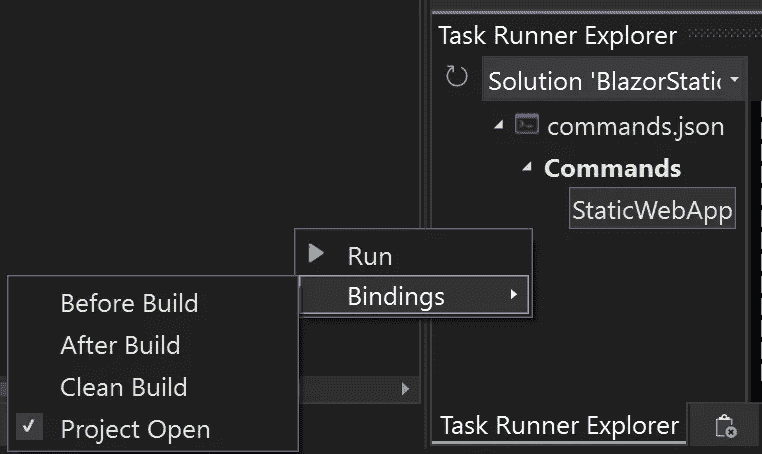 Task Runner Explorer
Solution 'BlazorStatic
commands.json
Commands
StaticWebApp
Run
Bindings
Before Build
After Build
Clean Build
Project Open
Task Runner Explorer